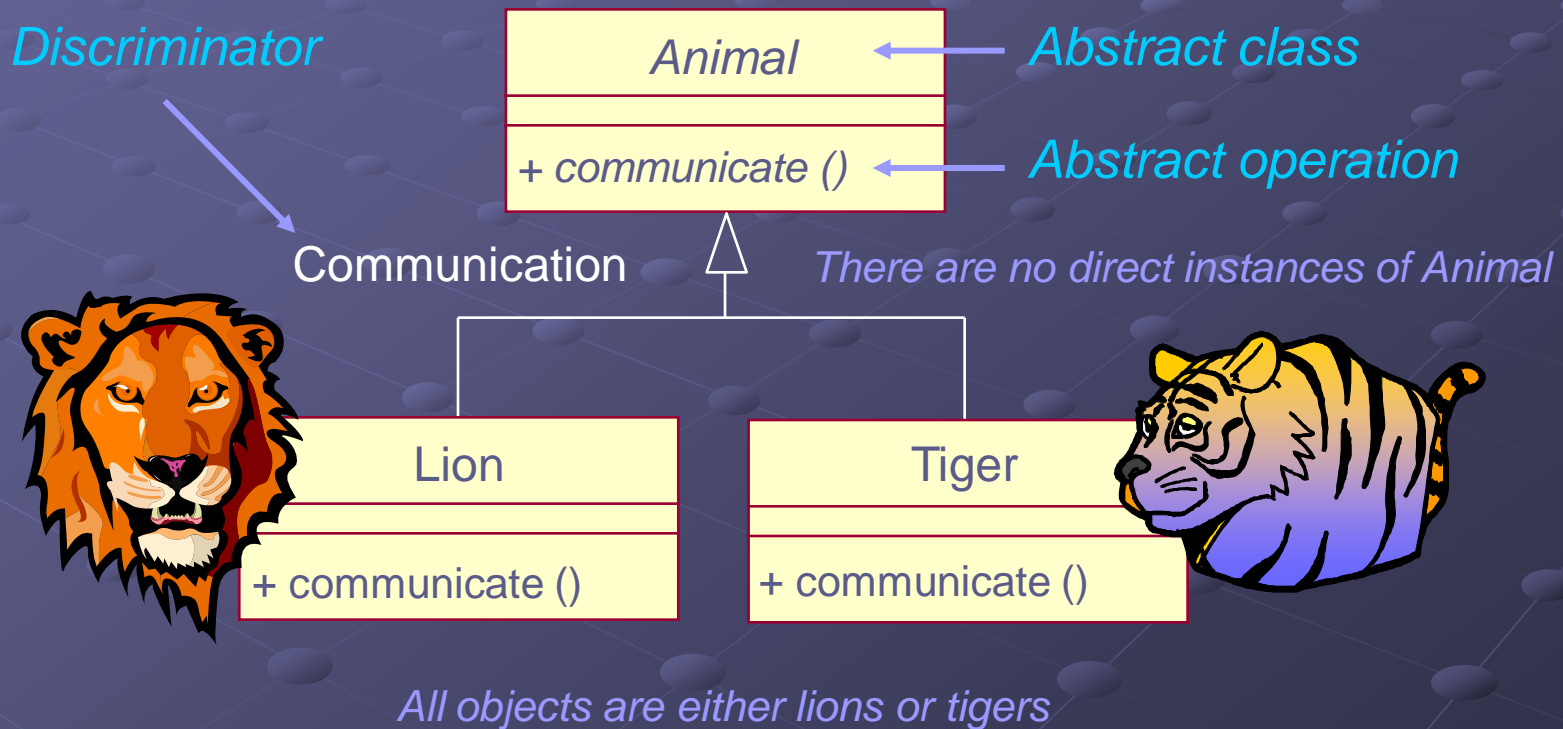 Discriminator
Animal
Abstract class
+ communicate ()
Abstract operation
Communication
There are no direct instances of Animal
Lion
Tiger
+ communicate ()
+ communicate ()
All objects are either lions or tigers